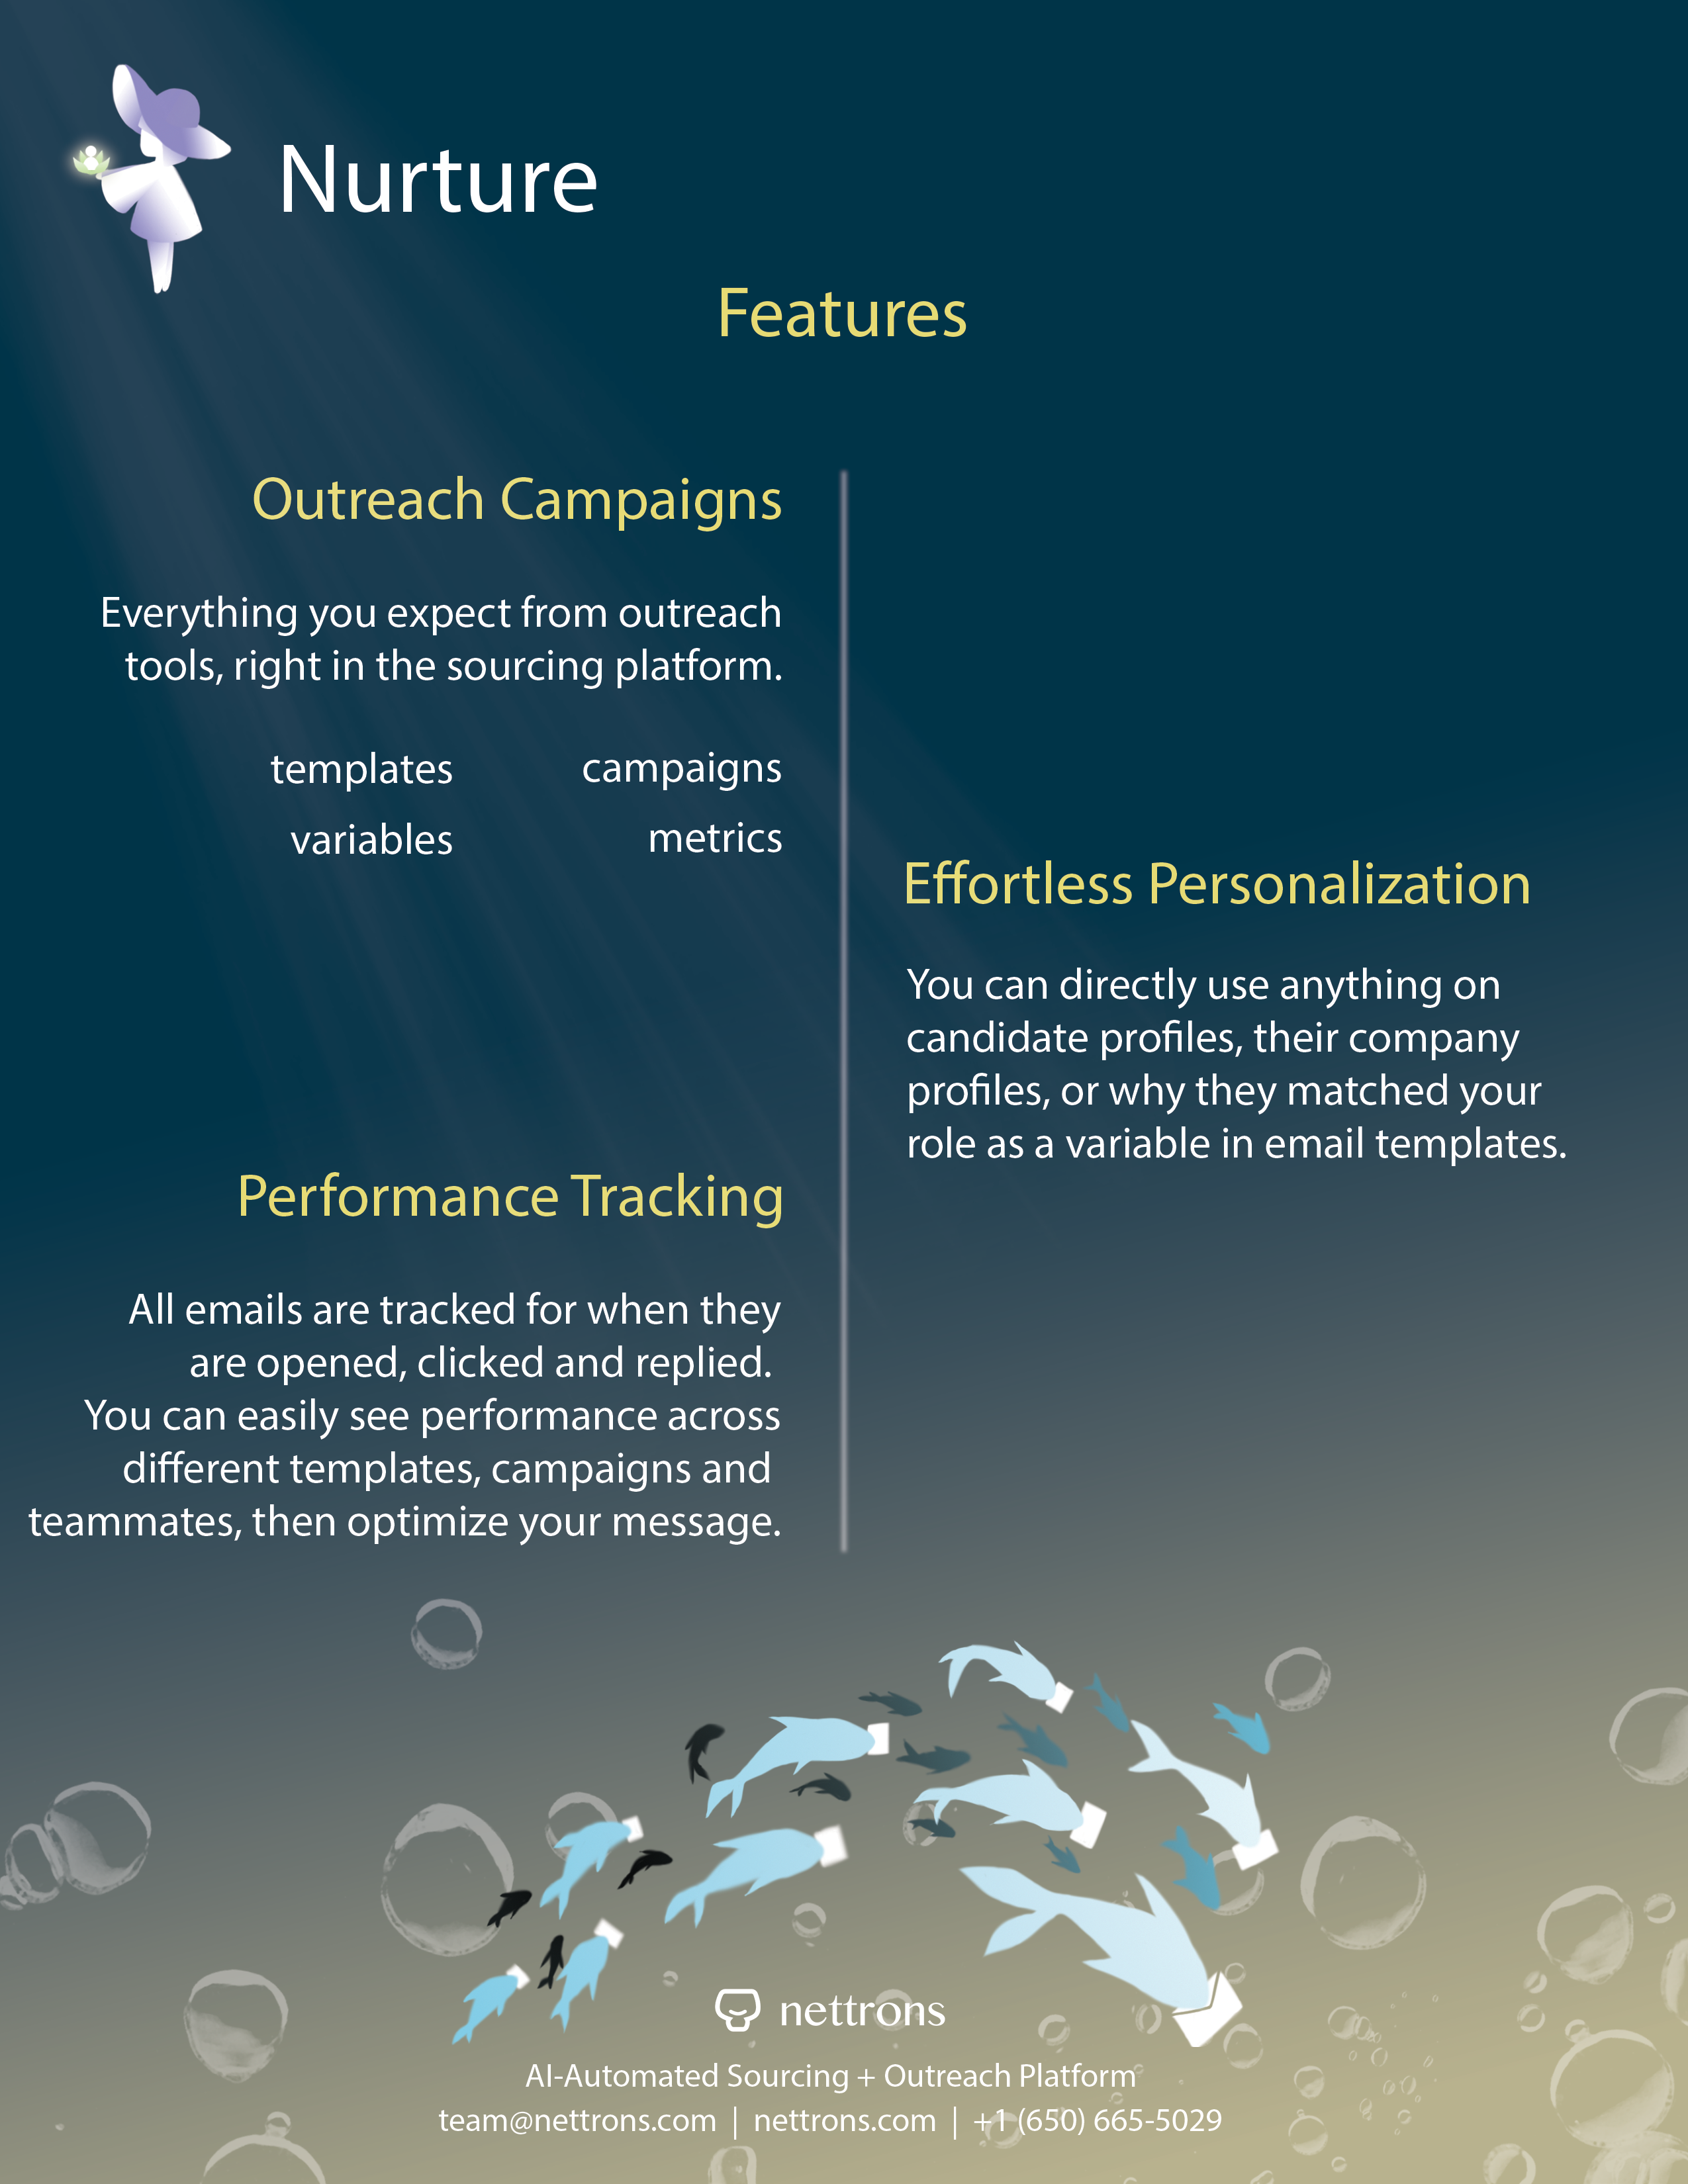 Nurture
Features
Outreach Campaigns
Everything you expect from outreach
tools, right in the sourcing platform.
templates campaigns
variables metrics
Effortless Personalization
You can directly use anything on
candidate profiles, their company
profiles, or why they matched your
role as a variable in email templates.
Performance Tracking
All emails are tracked for when they
are opened, clicked and replied.
You can easily see performance across
different templates, campaigns and
teammates, then optimize your message.
nettrons
AI-Automated Sourcing + Outreach Platform
team@nettrons.com | nettrons.com | +1 (650) 665-5029